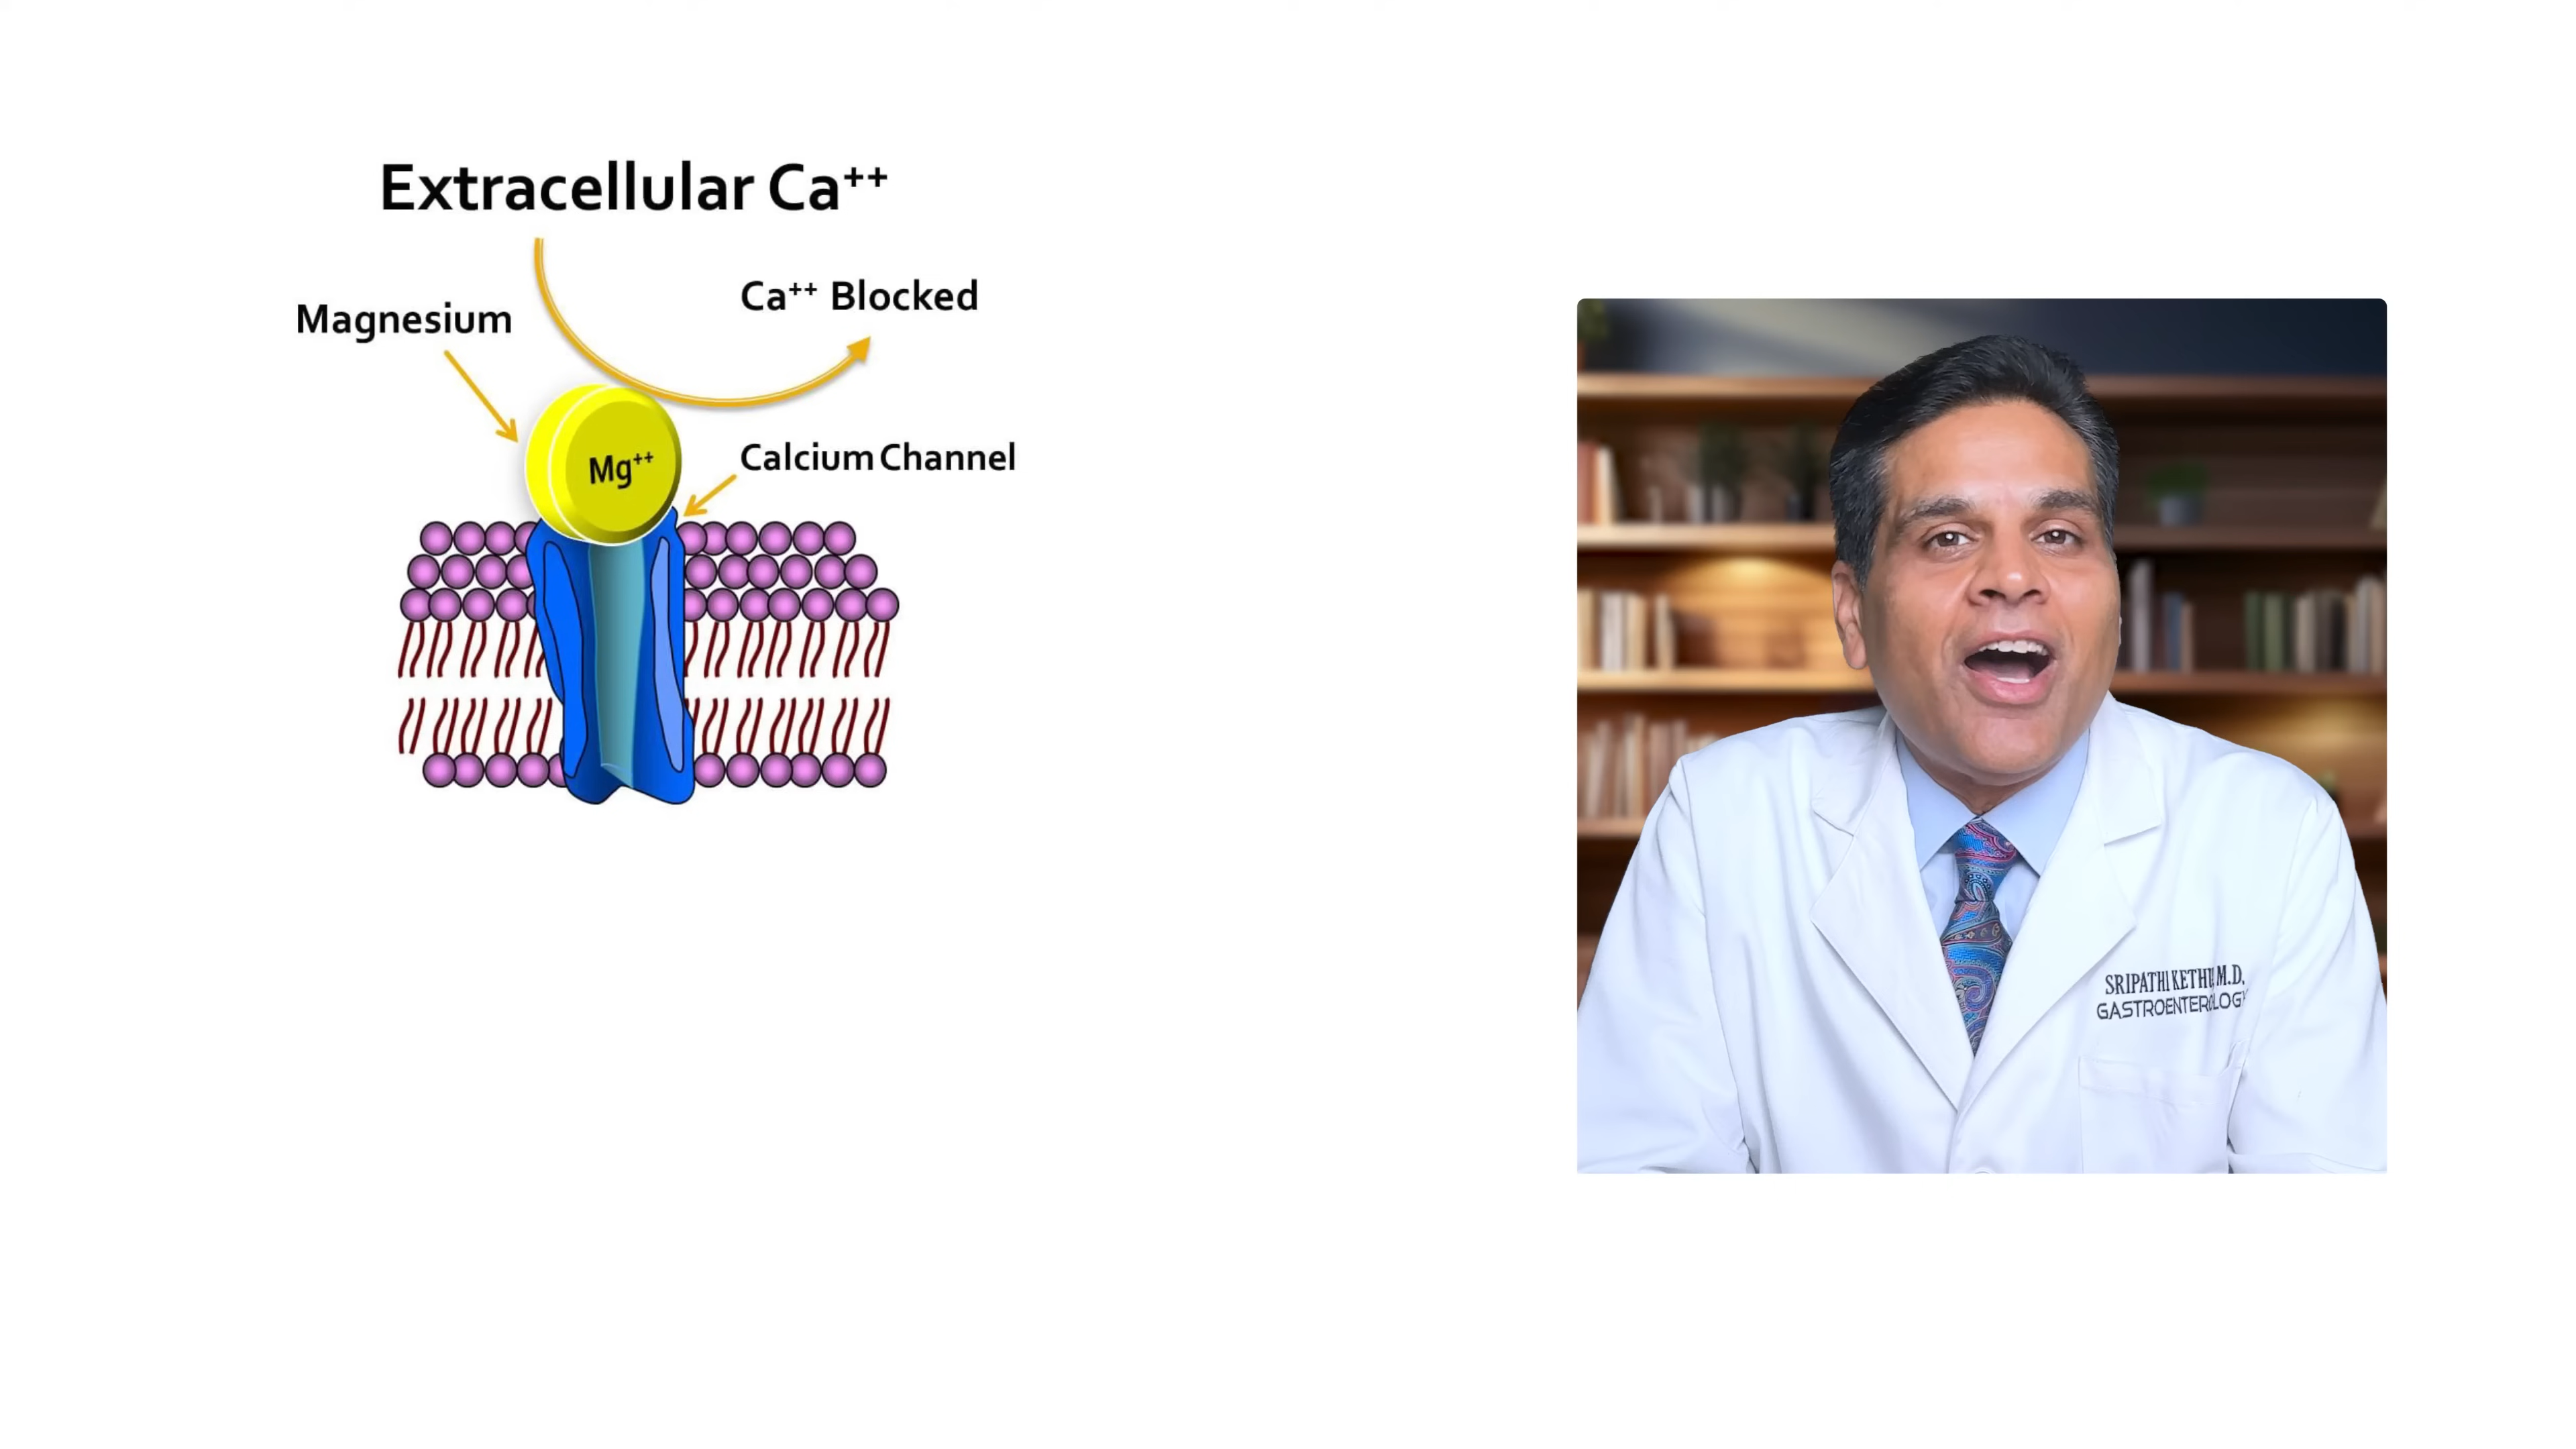 Extracellular Ca⁺⁺
Ca⁺⁺ Blocked
Magnesium
Mg⁺⁺
Calcium Channel
SRIPATHI KETHU M.D.
GASTROENTEROLOGY